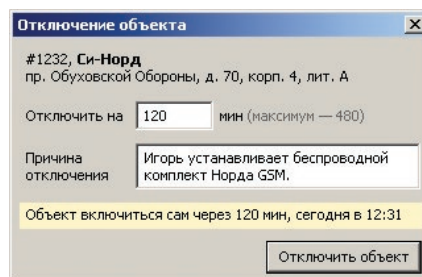 Отключение объекта
#1232, Си-Норд
пр. Обуховской Обороны, д. 70, корп. 4, лит. А
Отключить на 120 мин (максимум — 480)
Причина отключения
Игорь устанавливает беспроводной
комплект Норда GSM.
Объект включиться сам через 120 мин, сегодня в 12:31
Отключить объект